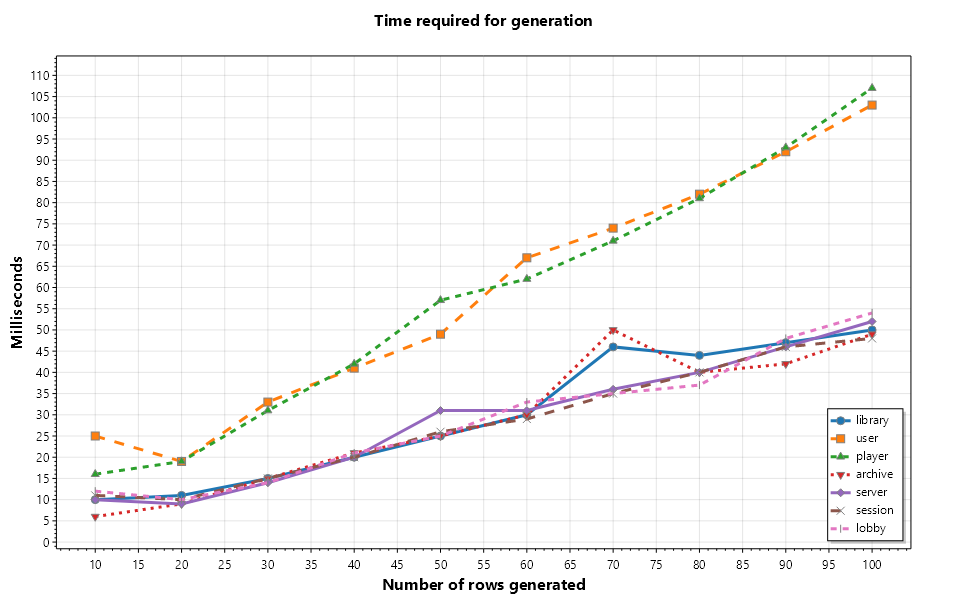 Time required for generation
Milliseconds
110
105
100
95
90
85
80
75
70
65
60
55
50
45
40
35
30
25
20
15
10
5
0
library
user
player
archive
server
session
lobby
10 15 20 25 30 35 40 45 50 55 60 65 70 75 80 85 90 95 100
Number of rows generated